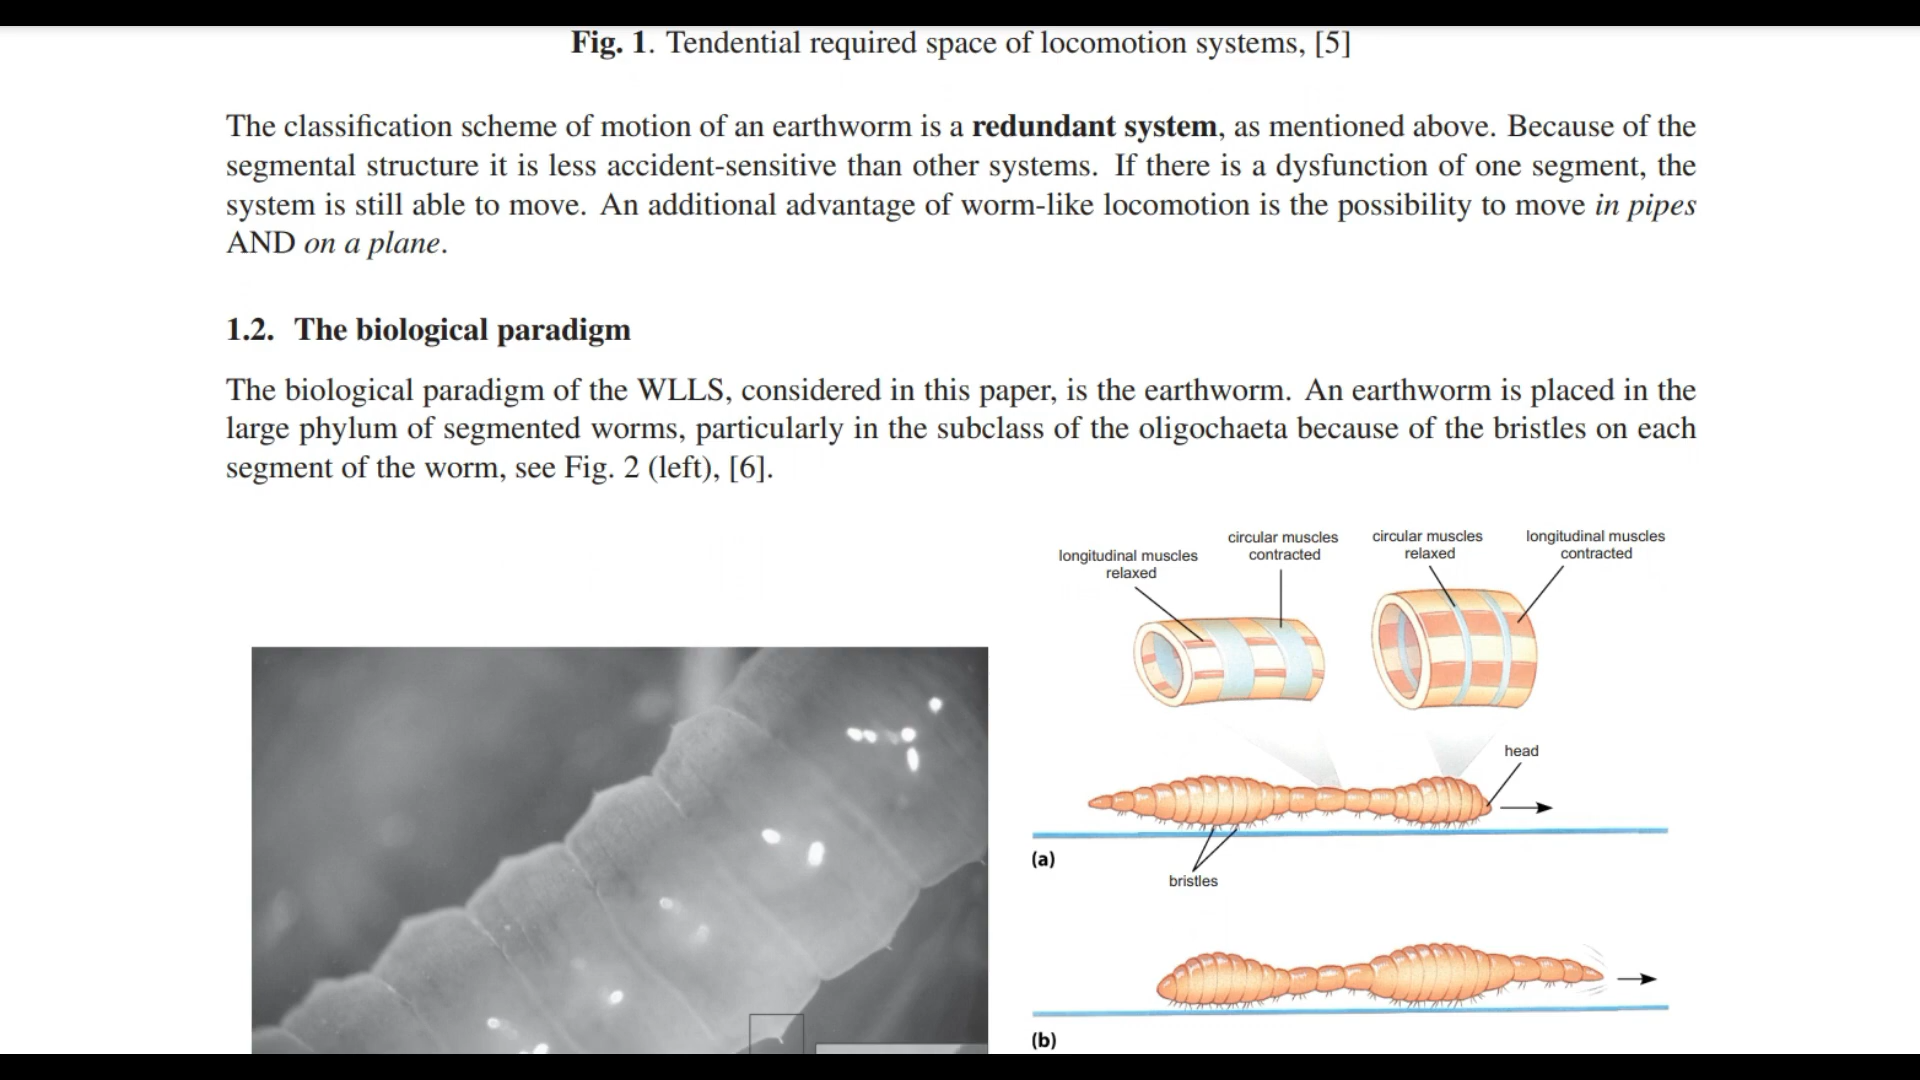 Fig. 1. Tendential required space of locomotion systems, [5]
The classification scheme of motion of an earthworm is a redundant system, as mentioned above. Because of the
segmental structure it is less accident-sensitive than other systems. If there is a dysfunction of one segment, the
system is still able to move. An additional advantage of worm-like locomotion is the possibility to move in pipes
AND on a plane.
1.2. The biological paradigm
The biological paradigm of the WLLS, considered in this paper, is the earthworm. An earthworm is placed in the
large phylum of segmented worms, particularly in the subclass of the oligochaeta because of the bristles on each
segment of the worm, see Fig. 2 (left), [6].
longitudinal muscles
relaxed
circular muscles
contracted
circular muscles
relaxed
longitudinal muscles
contracted
head
(a)
bristles
(b)